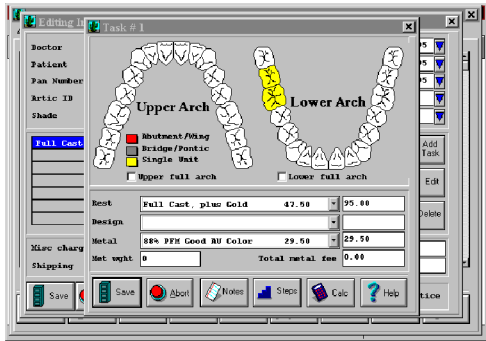 Editing In
Task # 1
Doctor
Patient
Pan Number
Artic ID
Shade
Full Cast
Upper Arch
Lower Arch
Abutment/Wing
Bridge/Pontic
Single Unit
Upper full arch
Lower full arch
Add Task
Edit
Delete
Rest Full Cast, plus Gold 47.50 95.00
Design
Metal 88% PFM Good AU Color 29.50 29.50
Met wght 0 Total metal fee 0.00
Misc charg
Shipping
Save
Save Abort Notes Steps Calc Help
tice